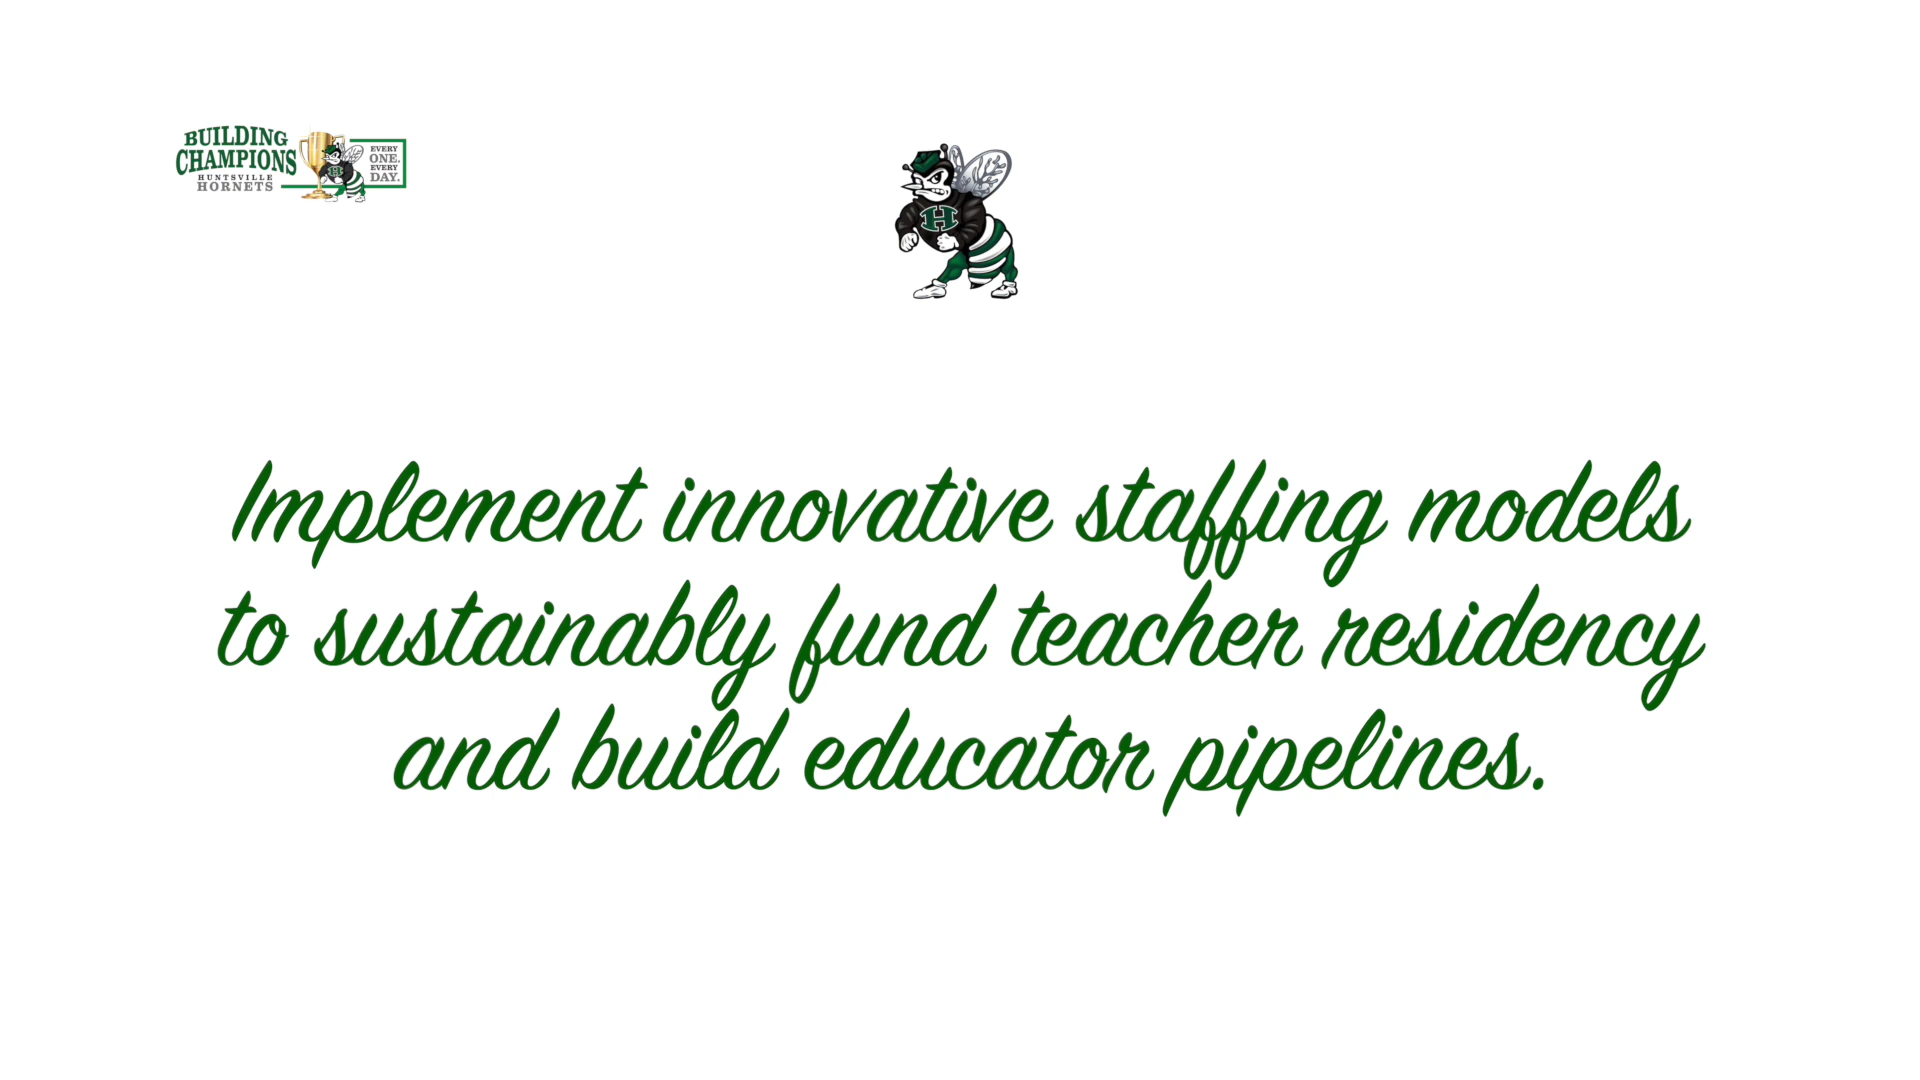 BUILDING
CHAMPIONS
HUNTSVILLE
HORNETS
EVERY
ONE.
EVERY
DAY.
H
H
Implement innovative staffing models
to sustainably fund teacher residency
and build educator pipelines.